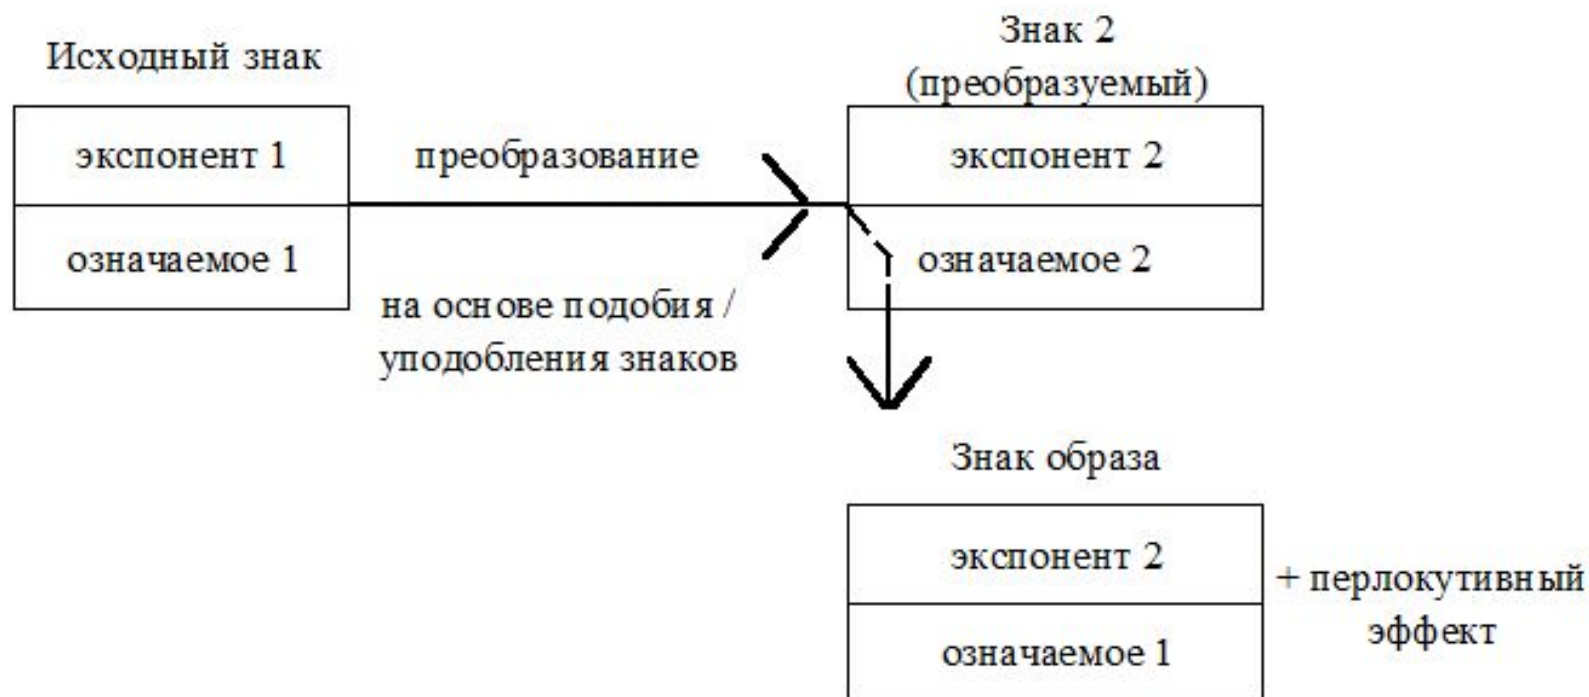 Исходный знак
экспонент 1
означаемое 1
преобразование
на основе подобия /
уподобления знаков
Знак 2
(преобразуемый)
экспонент 2
означаемое 2
Знак образа
экспонент 2
означаемое 1
+ перлокутивный
эффект